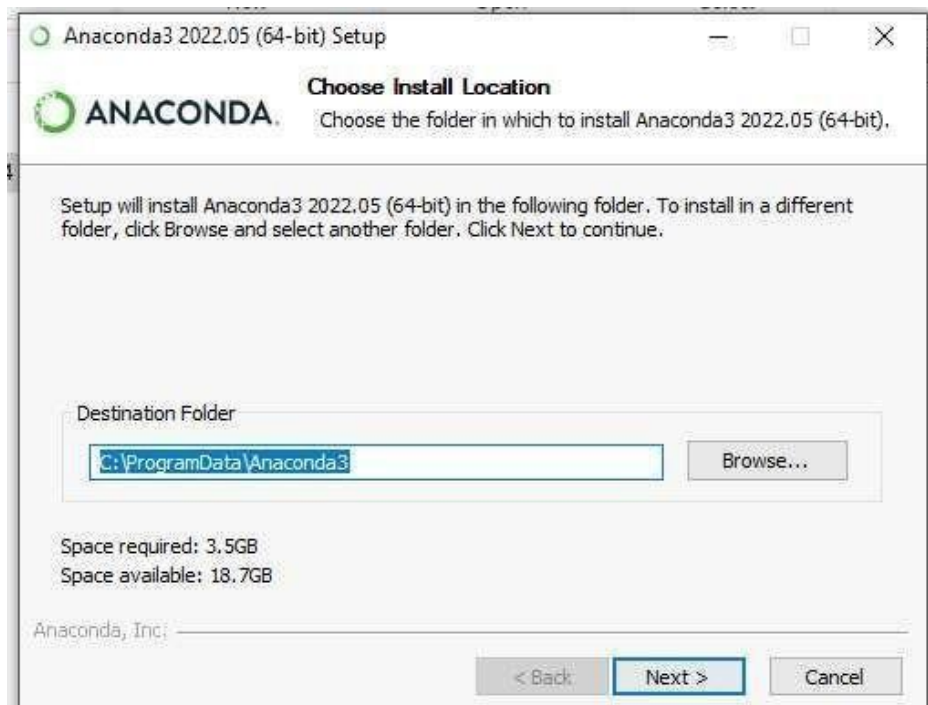 Anaconda3 2022.05 (64-bit) Setup
Choose Install Location
ANACONDA.
Choose the folder in which to install Anaconda3 2022.05 (64-bit).
Setup will install Anaconda3 2022.05 (64-bit) in the following folder. To install in a different
folder, click Browse and select another folder. Click Next to continue.
Destination Folder
C:\ProgramData\Anaconda3
Browse...
Space required: 3.5GB
Space available: 18.7GB
Anaconda, Inc.
< Back
Next >
Cancel